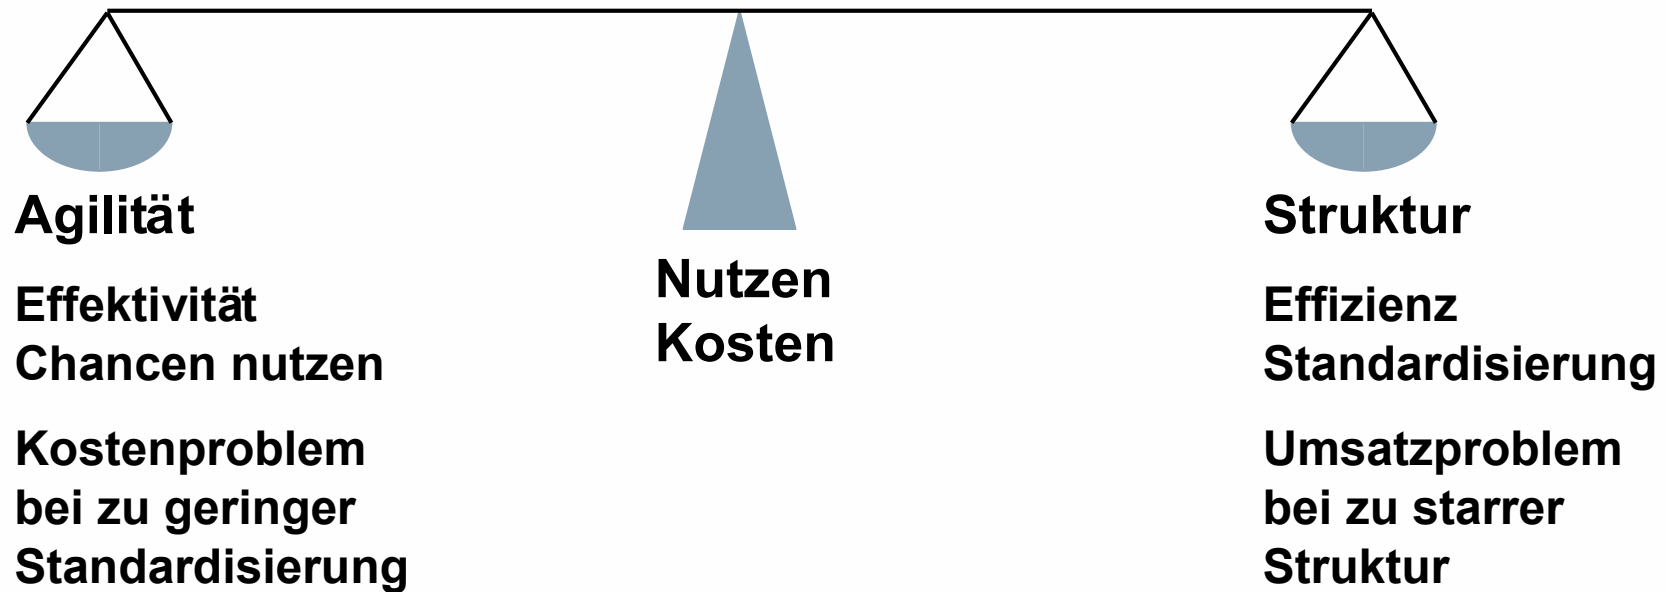 Agilität
Effektivität
Chancen nutzen
Kostenproblem
bei zu geringer
Standardisierung
Nutzen
Kosten
Struktur
Effizienz
Standardisierung
Umsatzproblem
bei zu starrer
Struktur